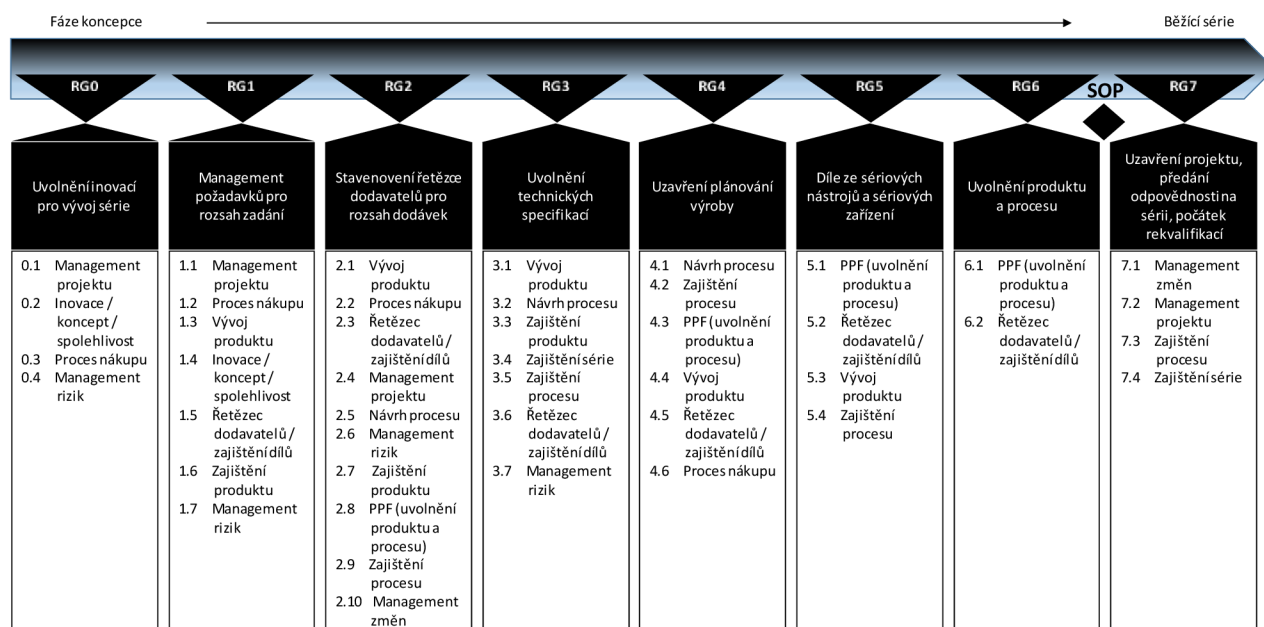 Fáze koncepce
Běžící série
RG0
RG1
RG2
RG3
RG4
RG5
RG6
SOP
RG7
Uvolnění inovací
pro vývoj série
0.1 Management
projektu
0.2 Inovace /
koncept /
spolehlivost
0.3 Proces nákupu
0.4 Management
rizik
Management
požadavků pro
rozsah zadání
1.1 Management
projektu
1.2 Proces nákupu
1.3 Vývoj
produktu
1.4 Inovace /
koncept /
spolehlivost
1.5 Řetězec
dodavatelů /
zajištění dílů
1.6 Zajištění
produktu
1.7 Management
rizik
Stavenovení řetězce
dodavatelů pro
rozsah dodávek
2.1 Vývoj
produktu
2.2 Proces nákupu
2.3 Řetězec
dodavatelů /
zajištění dílů
2.4 Management
projektu
2.5 Návrh procesu
2.6 Management
rizik
2.7 Zajištění
produktu
2.8 PPF (uvolnění
produktu a
procesu)
2.9 Zajištění
procesu
2.10 Management
změn
Uvolnění
technických
specifikací
3.1 Vývoj
produktu
3.2 Návrh procesu
3.3 Zajištění
produktu
3.4 Zajištění série
3.5 Zajištění
procesu
3.6 Řetězec
dodavatelů /
zajištění dílů
3.7 Management
rizik
Uzavření plánování
výroby
4.1 Návrh procesu
4.2 Zajištění
procesu
4.3 PPF (uvolnění
produktu a
procesu)
4.4 Vývoj
produktu
4.5 Řetězec
dodavatelů /
zajištění dílů
4.6 Proces nákupu
Díle ze sériových
nástrojů a sériových
zařízení
5.1 PPF (uvolnění
produktu a
procesu)
5.2 Řetězec
dodavatelů /
zajištění dílů
5.3 Vývoj
produktu
5.4 Zajištění
procesu
Uvolnění produktu
a procesu
6.1 PPF (uvolnění
produktu a
procesu)
6.2 Řetězec
dodavatelů /
zajištění dílů
Uzavření projektu,
předání
odpovědnosti na
sérii, počátek
rekvalifikací
7.1 Management
změn
7.2 Management
projektu
7.3 Zajištění
procesu
7.4 Zajištění série